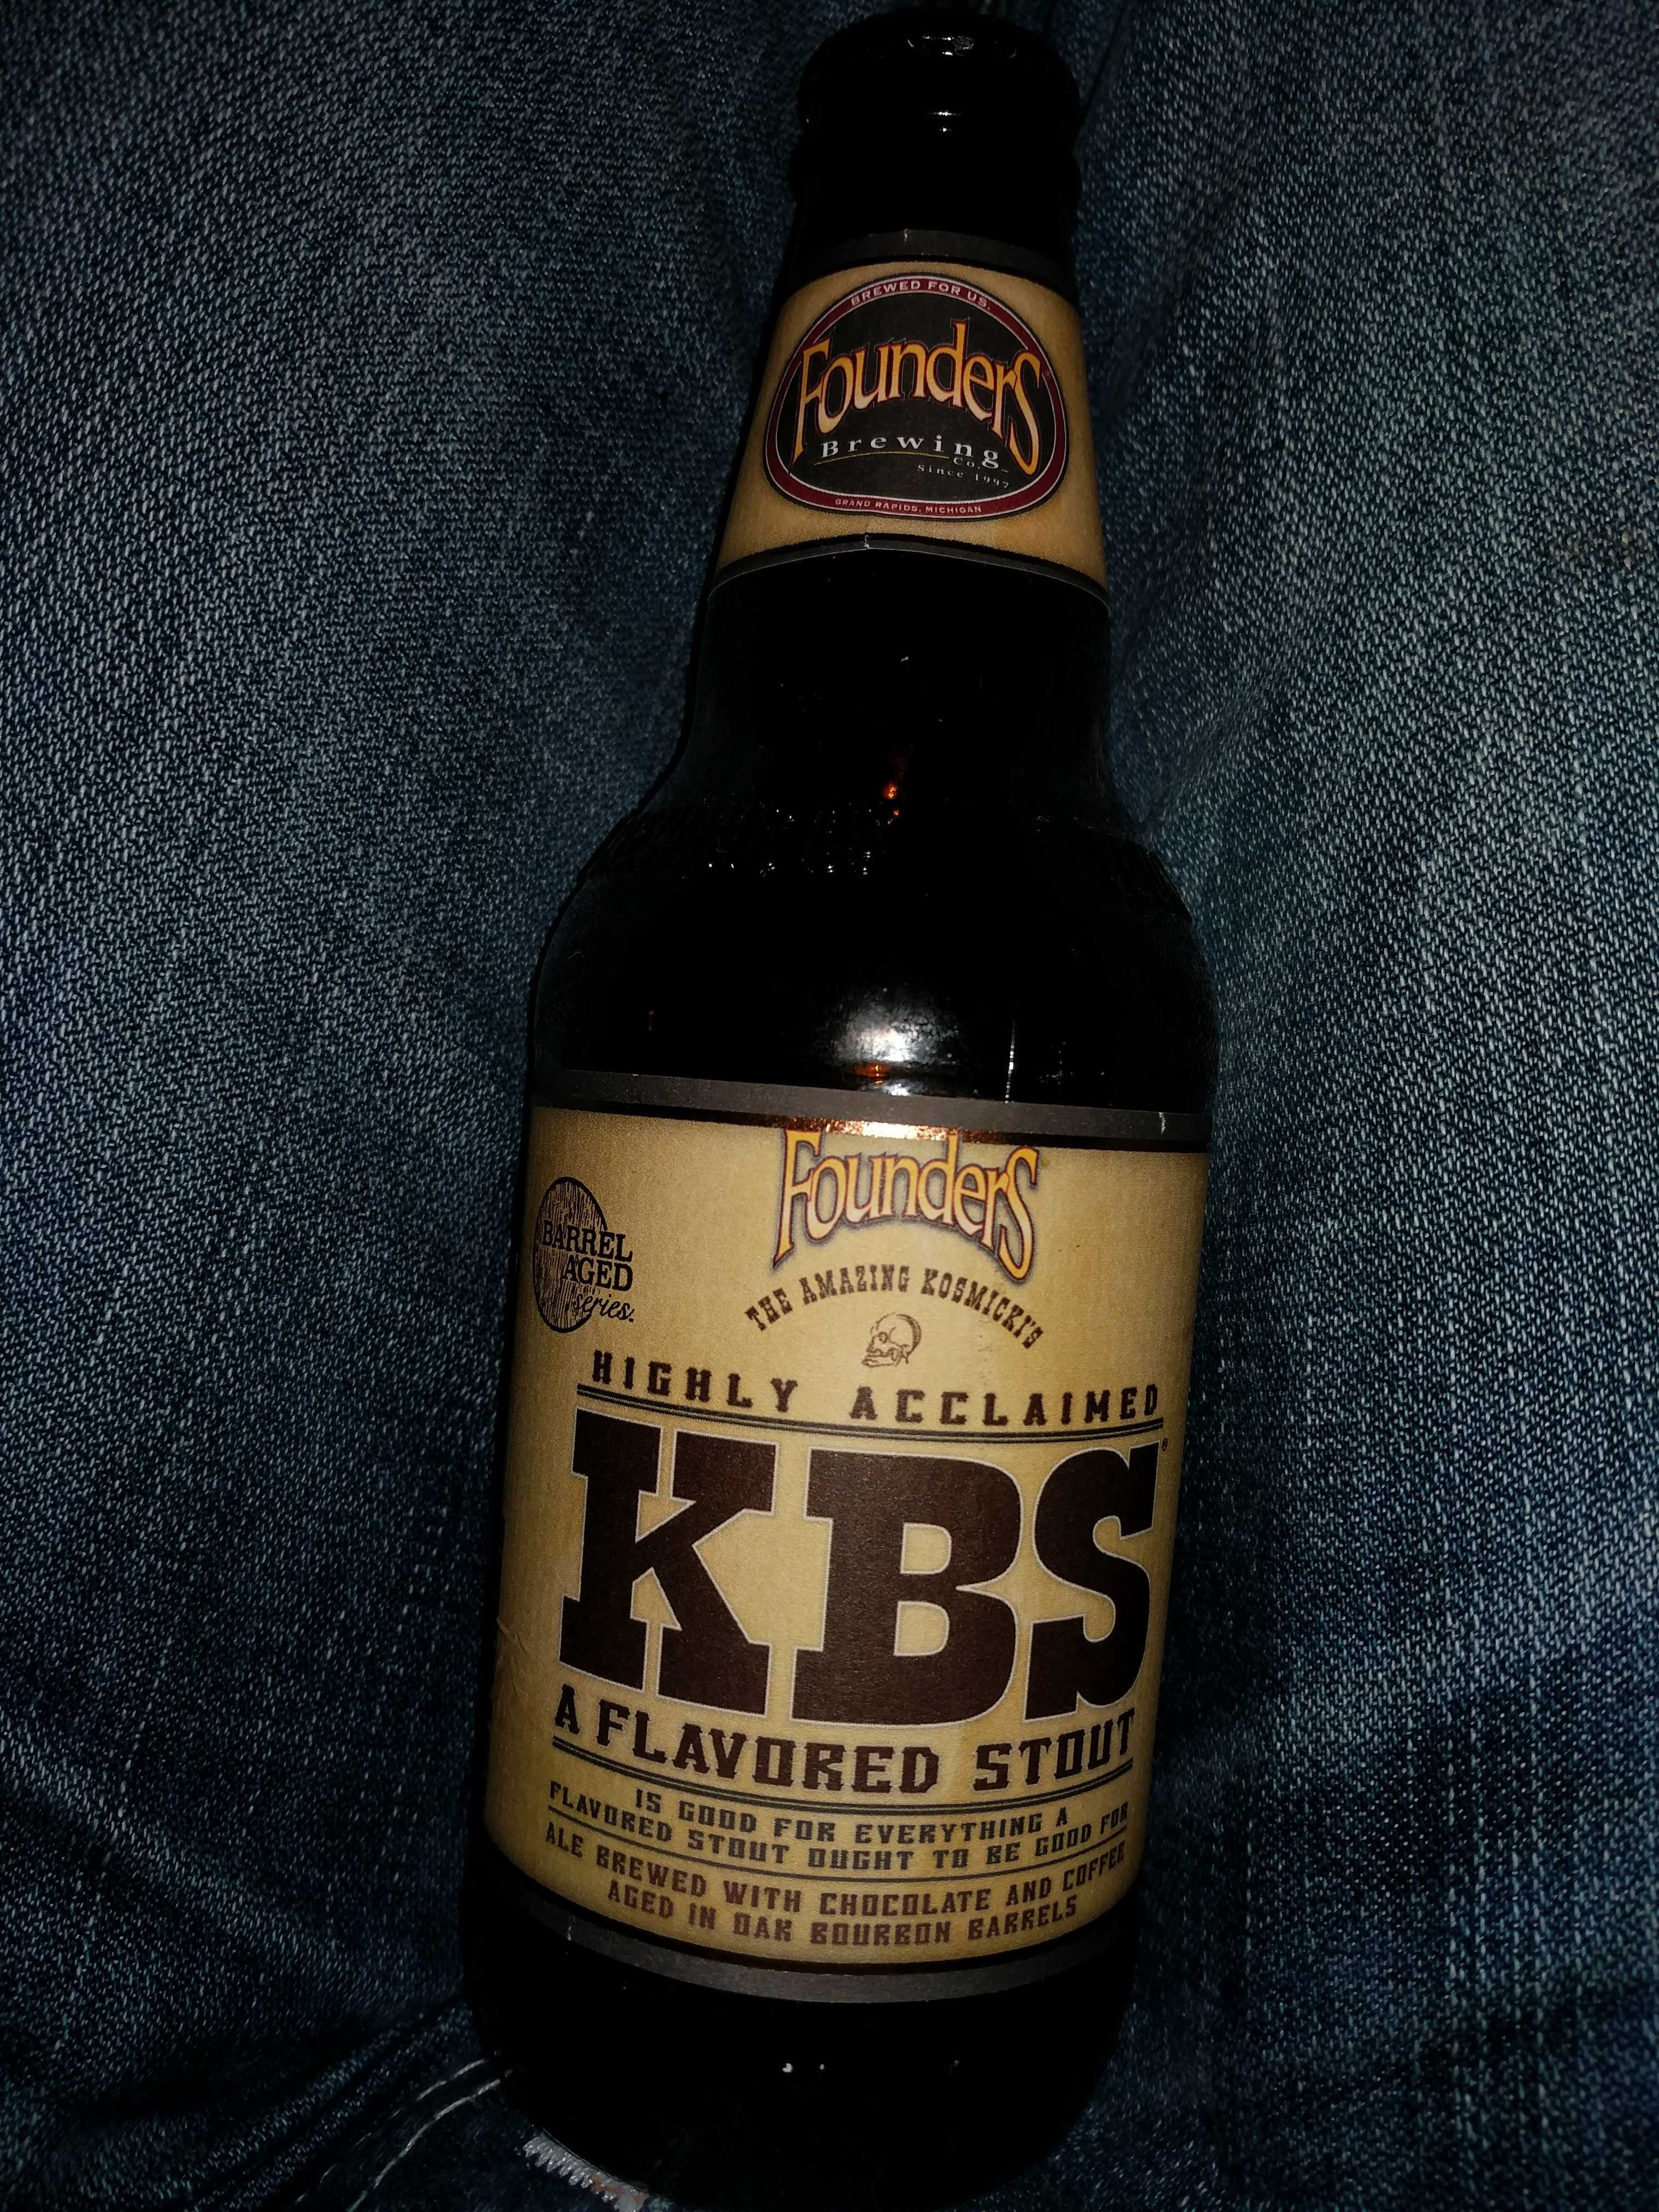 BREWED FOR US.
Founders
Brewing
Co.
Since 1997
GRAND RAPIDS, MICHIGAN
Founders
BARREL
AGED
series.
THE AMAZING KOSMICKI'S
HIGHLY ACCLAIMED
KBS®
A FLAVORED STOUT
IS GOOD FOR EVERYTHING A
FLAVORED STOUT OUGHT TO BE GOOD FOR
ALE BREWED WITH CHOCOLATE AND COFFEE
AGED IN OAK BOURBON BARRELS